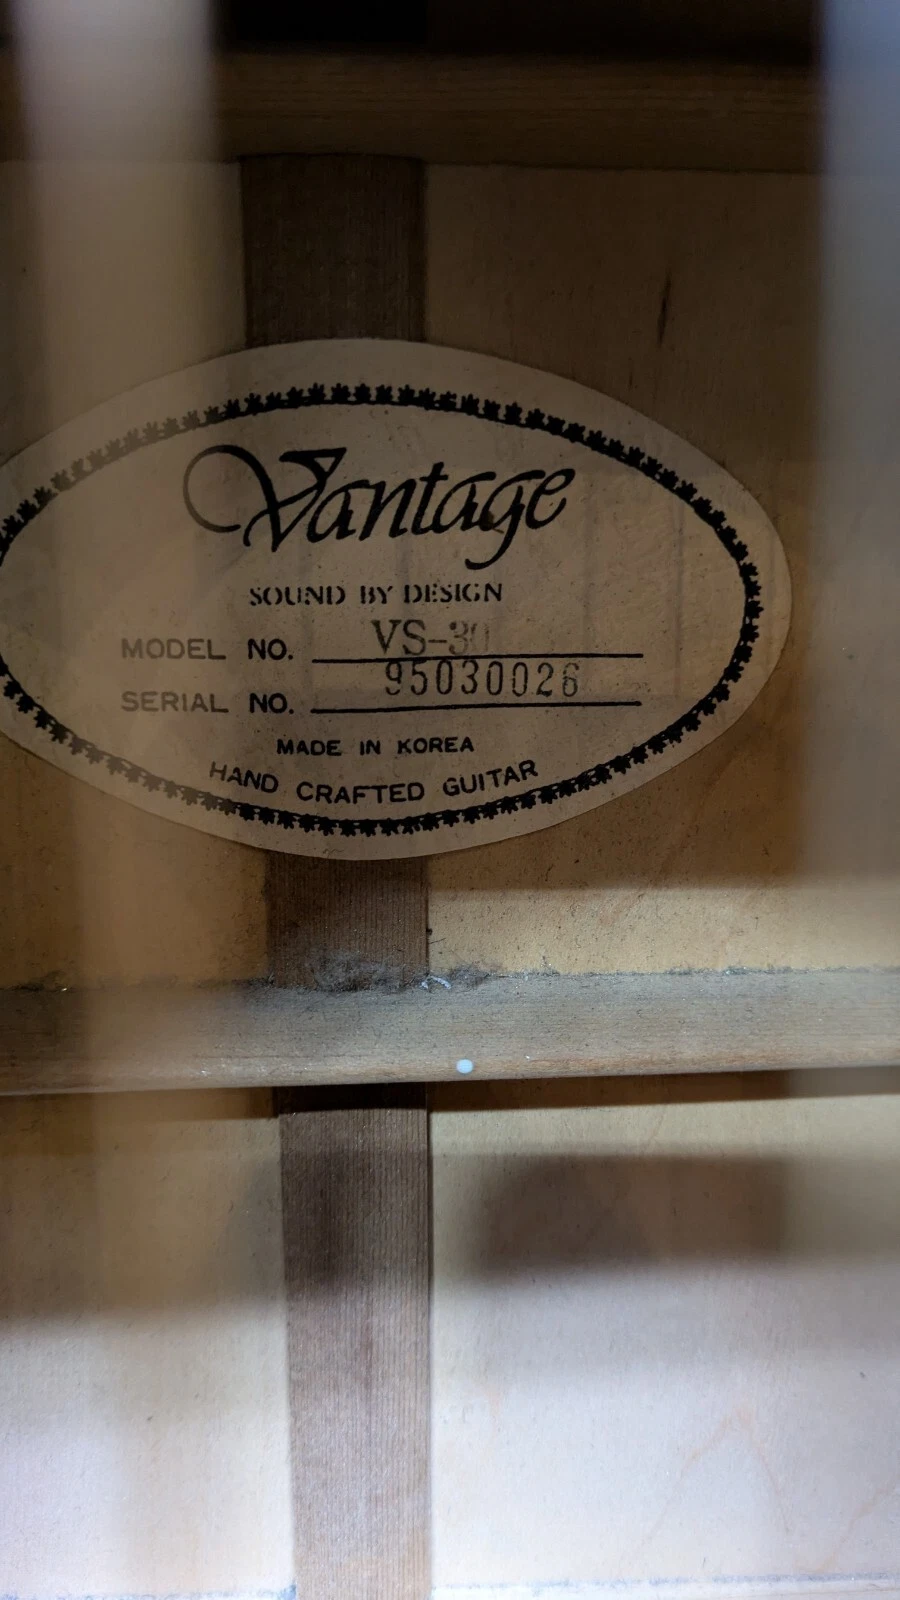 Vantage
SOUND BY DESIGN
MODEL NO. VS-30
SERIAL NO. 95030026
MADE IN KOREA
HAND CRAFTED GUITAR